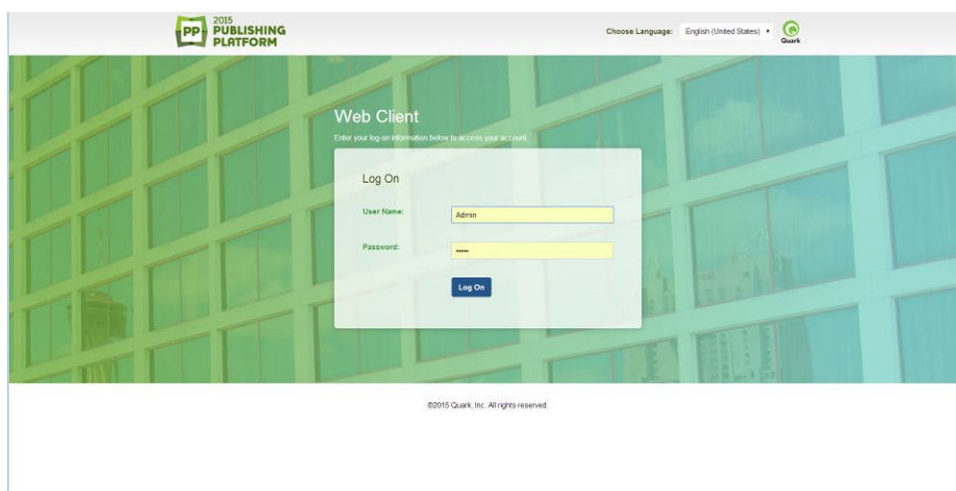 2015
PP PUBLISHING
PLATFORM
Choose Language: English (United States)
Quark
Web Client
Enter your log-on information below to access your account.
Log On
User Name: Admin
Password: •••••
Log On
©2015 Quark, Inc. All rights reserved.